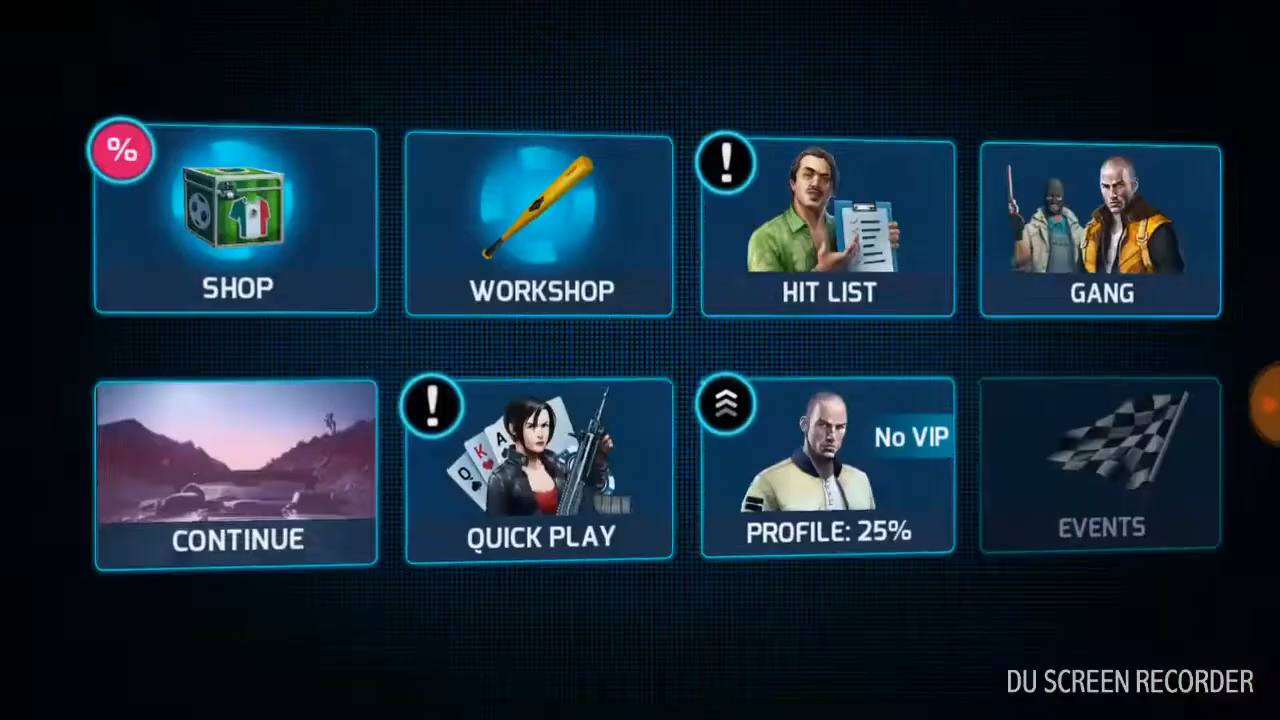 %
SHOP
WORKSHOP
!
HIT LIST
GANG
CONTINUE
!
Q K A
QUICK PLAY
No VIP
PROFILE: 25%
EVENTS
DU SCREEN RECORDER